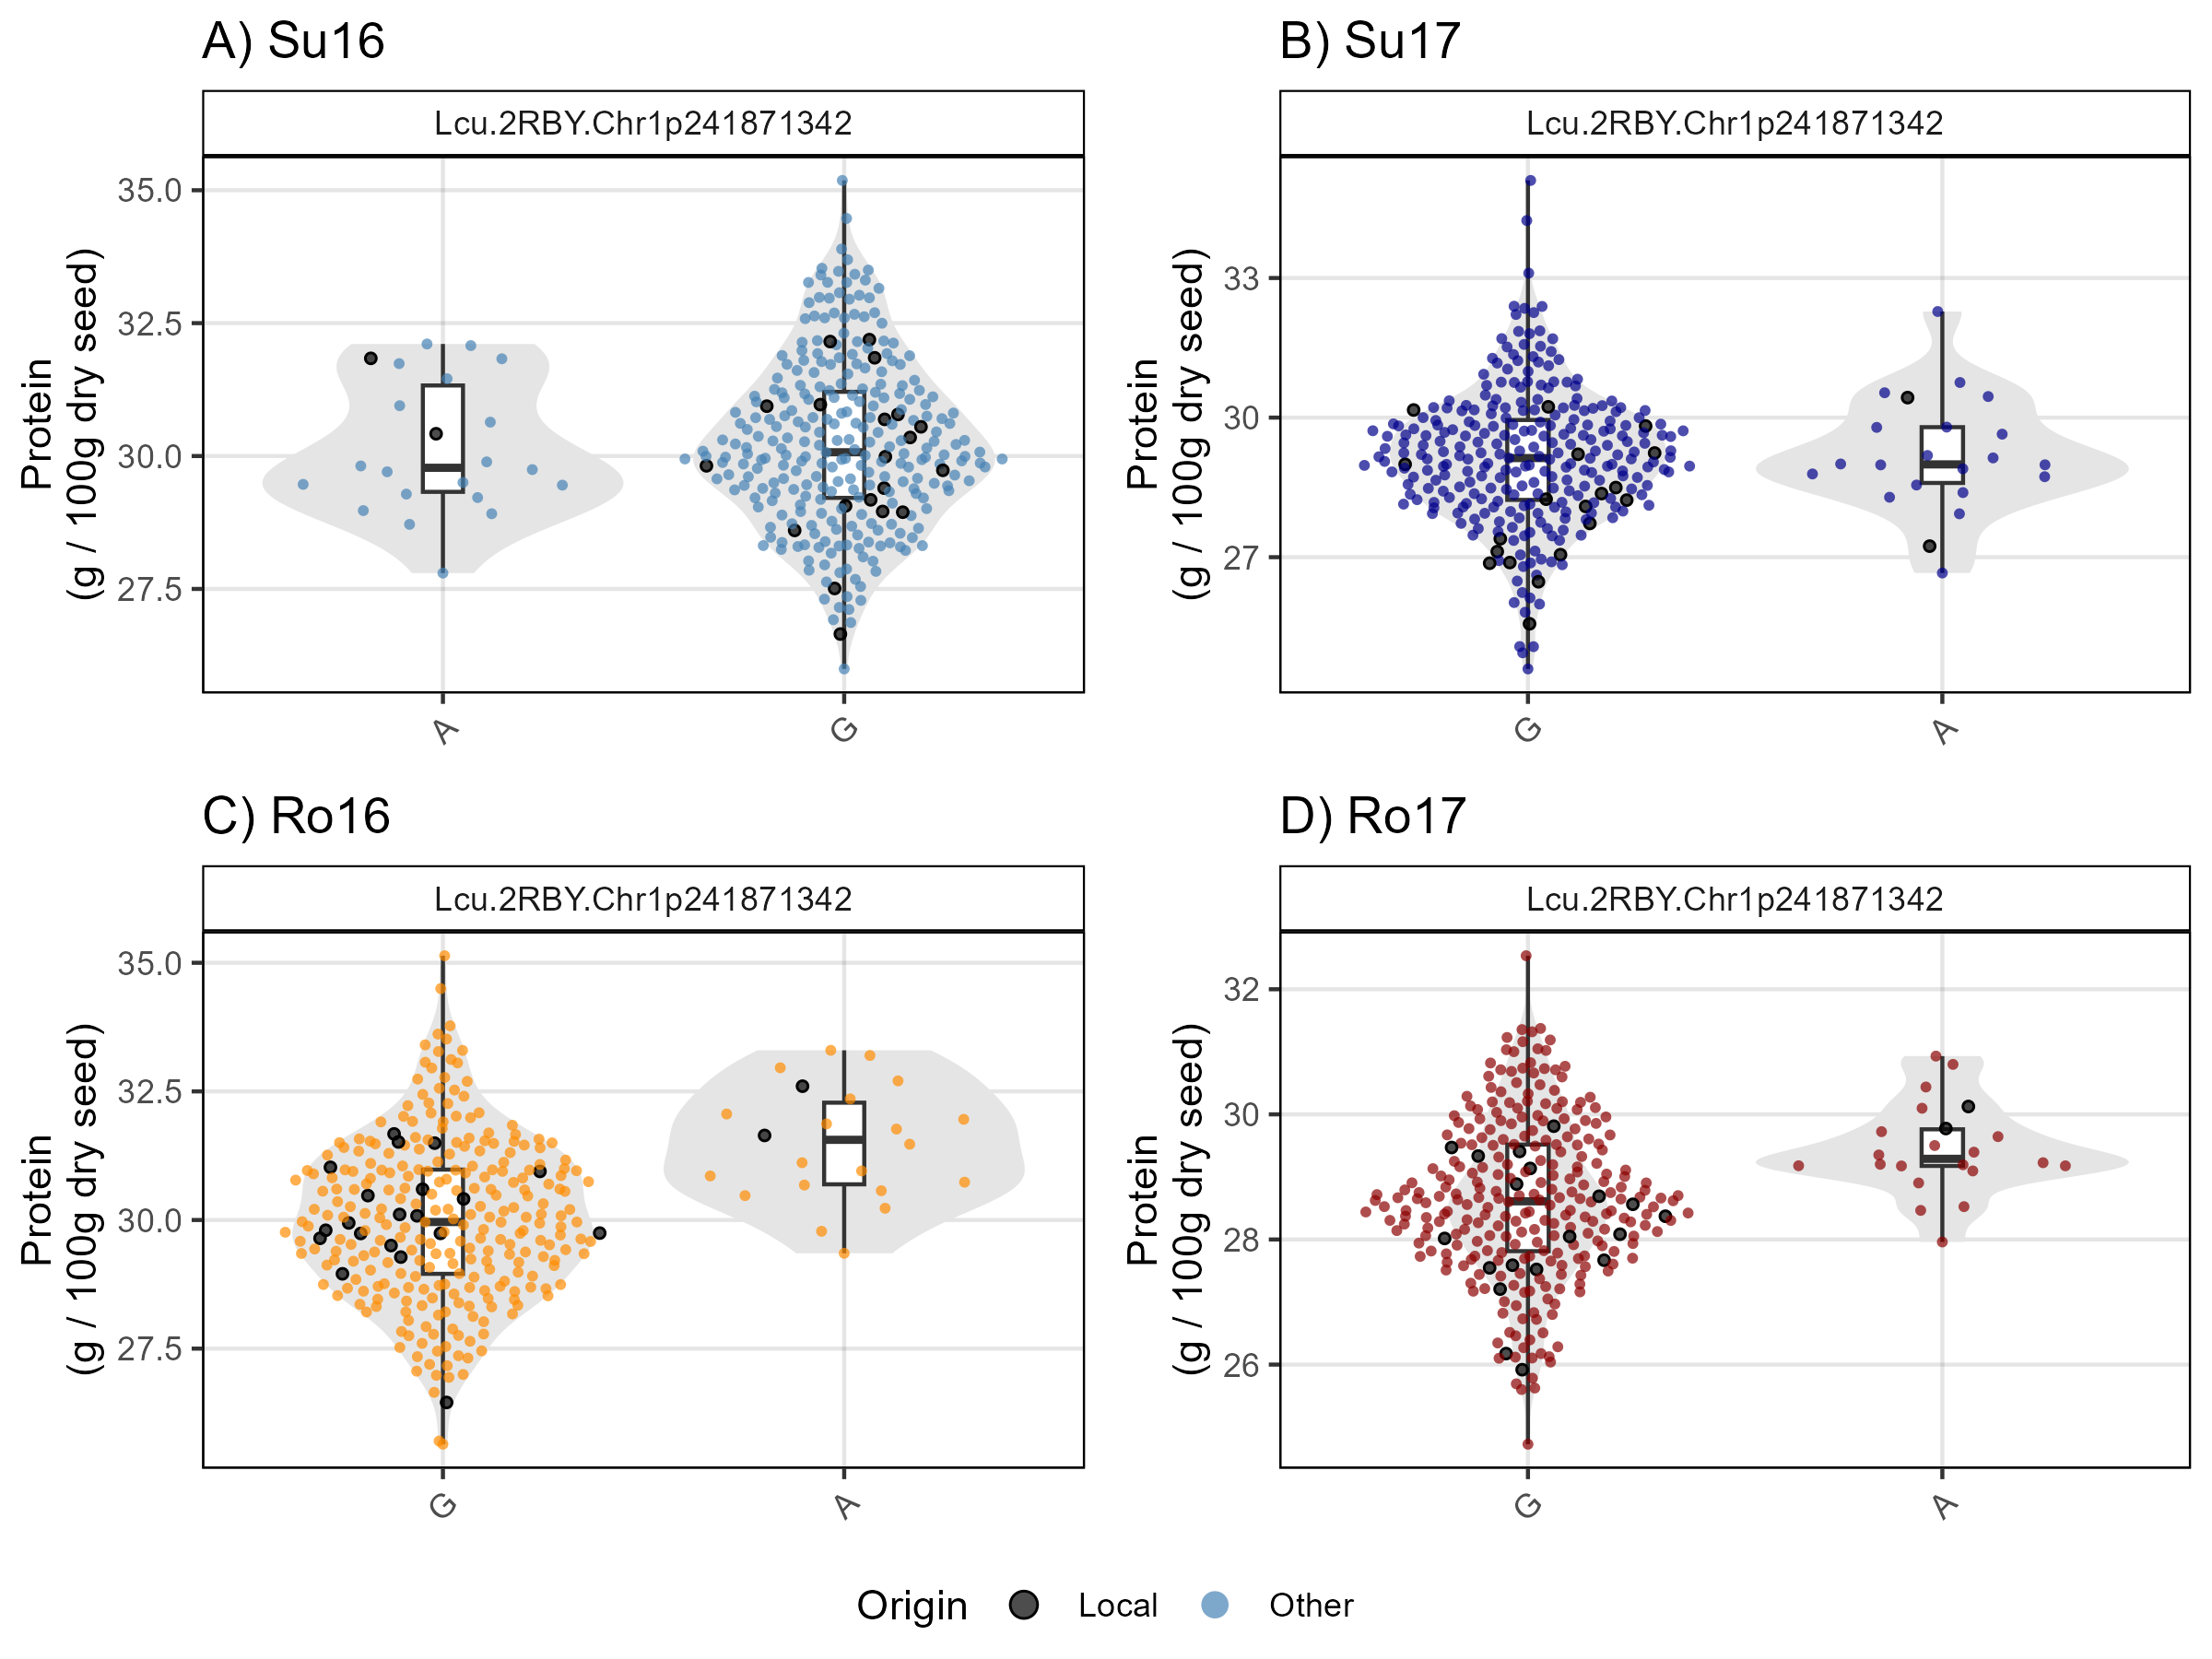 A) Su16
Lcu.2RBY.Chr1p241871342
Protein
(g / 100g dry seed)
35.0
32.5
30.0
27.5
A
G
B) Su17
Lcu.2RBY.Chr1p241871342
Protein
(g / 100g dry seed)
33
30
27
G
A
C) Ro16
Lcu.2RBY.Chr1p241871342
Protein
(g / 100g dry seed)
35.0
32.5
30.0
27.5
G
A
D) Ro17
Lcu.2RBY.Chr1p241871342
Protein
(g / 100g dry seed)
32
30
28
26
G
A
Origin Local Other